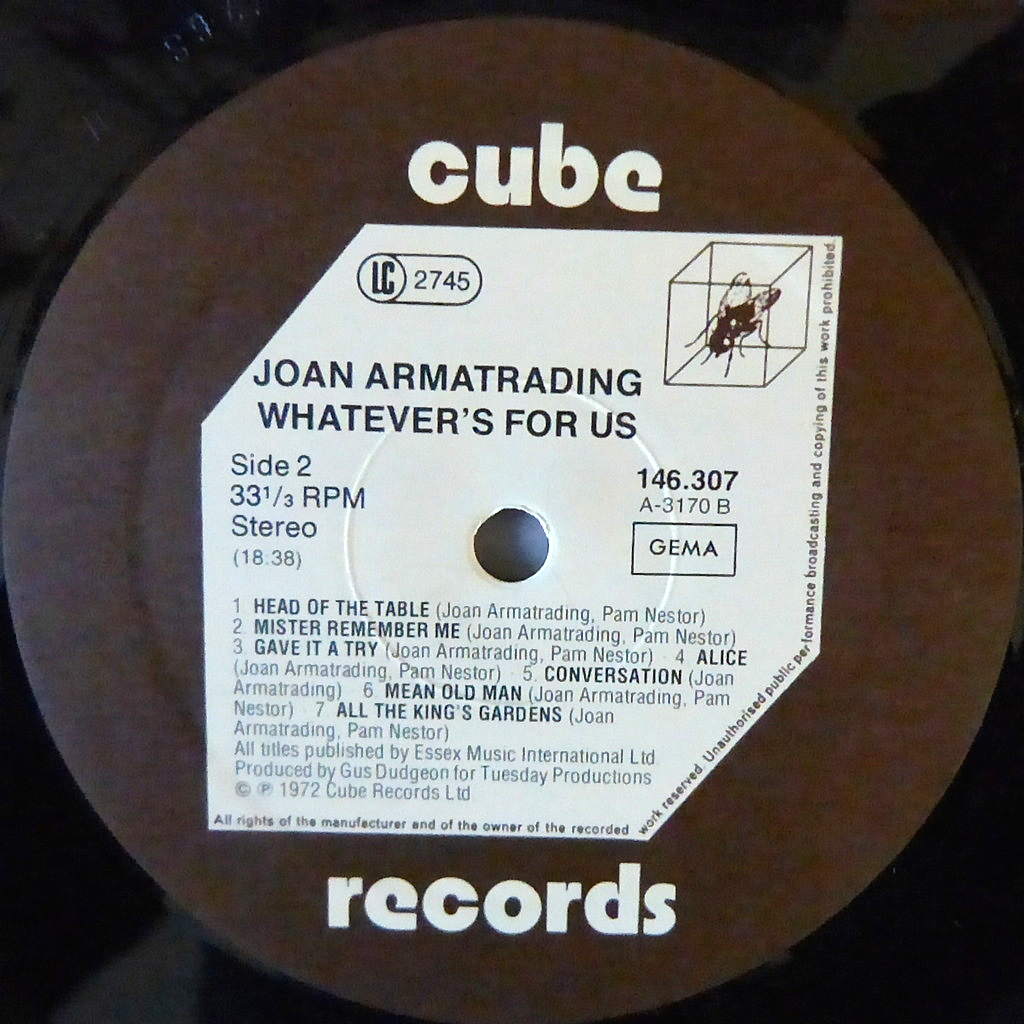 cube
LC 2745
JOAN ARMATRADING
WHATEVER'S FOR US
Side 2
33¹/₃ RPM
Stereo
(18:38)
146.307
A-3170 B
GEMA
1 HEAD OF THE TABLE (Joan Armatrading, Pam Nestor)
2 MISTER REMEMBER ME (Joan Armatrading, Pam Nestor)
3 GAVE IT A TRY (Joan Armatrading, Pam Nestor) · 4 ALICE
(Joan Armatrading, Pam Nestor) · 5. CONVERSATION (Joan
Armatrading) · 6 MEAN OLD MAN (Joan Armatrading, Pam
Nestor) · 7 ALL THE KING'S GARDENS (Joan
Armatrading, Pam Nestor)
All titles published by Essex Music International Ltd.
Produced by Gus Dudgeon for Tuesday Productions
© ℗ 1972 Cube Records Ltd
All rights of the manufacturer and of the owner of the recorded
work reserved. Unauthorised public performance broadcasting and copying of this work prohibited.
records